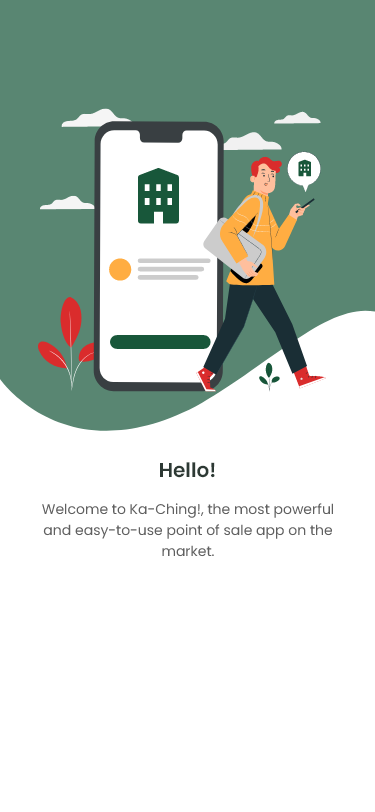 Hello!
Welcome to Ka-Ching!, the most powerful
and easy-to-use point of sale app on the
market.